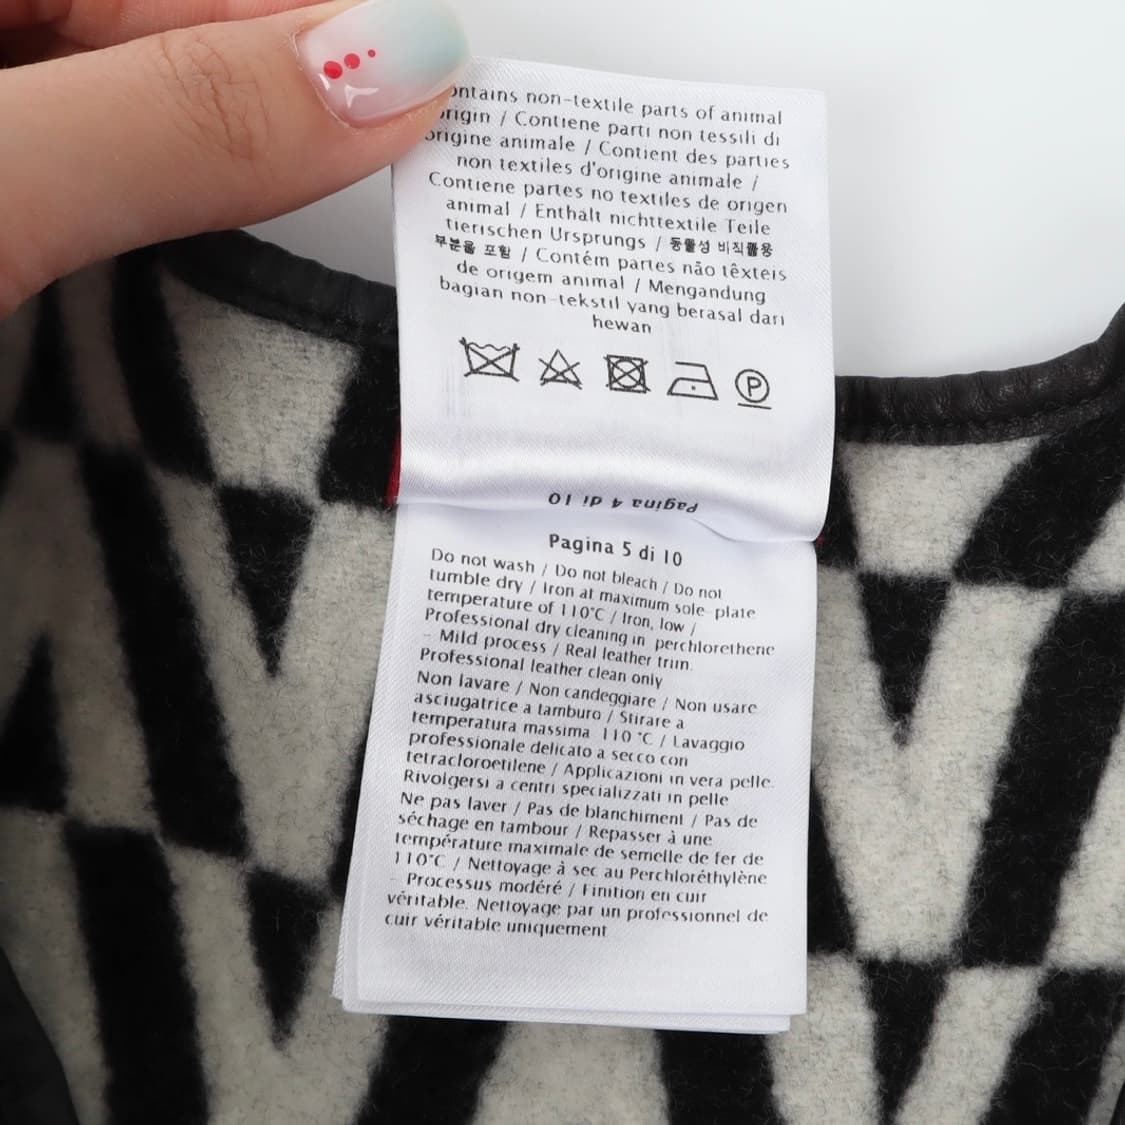 ontains non-textile parts of animal
origin / Contiene parti non tessili di
origine animale / Contient des parties
non textiles d'origine animale /
Contiene partes no textiles de origen
animal / Enthält nichttextile Teile
tierischen Ursprungs / 동물성 비직물용
부분을 포함 / Contém partes não têxteis
de origem animal / Mengandung
bagian non-tekstil yang berasal dari
hewan
P
Pagina 4 di 10
Pagina 5 di 10
Do not wash / Do not bleach / Do not
tumble dry / Iron at maximum sole-plate
temperature of 110°C / Iron, low /
Professional dry cleaning in perchlorethene
- Mild process / Real leather trim.
Professional leather clean only
Non lavare / Non candeggiare / Non usare
asciugatrice a tamburo / Stirare a
temperatura massima 110 °C / Lavaggio
professionale delicato a secco con
tetracloroetilene / Applicazioni in vera pelle.
Rivolgersi a centri specializzati in pelle
Ne pas laver / Pas de blanchiment / Pas de
séchage en tambour / Repasser à une
température maximale de semelle de fer de
110°C / Nettoyage à sec au Perchloréthylène
- Processus modéré / Finition en cuir
véritable. Nettoyage par un professionnel de
cuir véritable uniquement